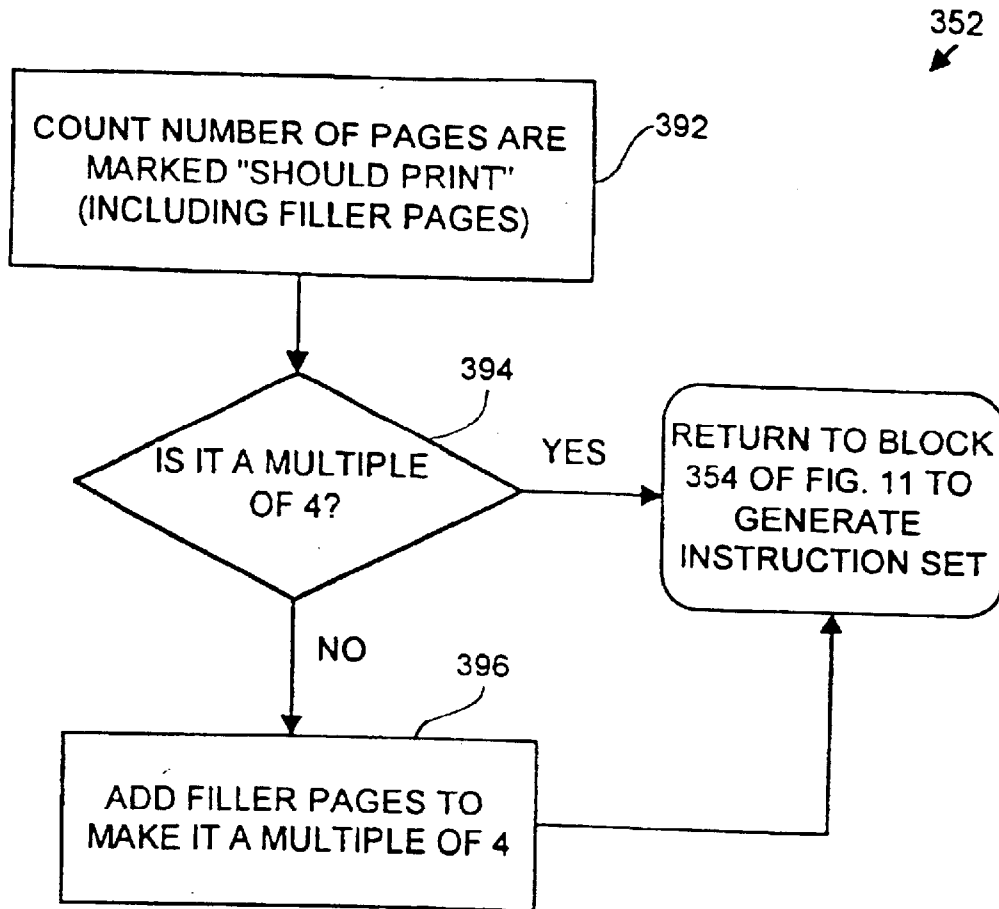 352
COUNT NUMBER OF PAGES ARE
MARKED "SHOULD PRINT"
(INCLUDING FILLER PAGES)
392
394
IS IT A MULTIPLE
OF 4?
YES
RETURN TO BLOCK
354 OF FIG. 11 TO
GENERATE
INSTRUCTION SET
NO
396
ADD FILLER PAGES TO
MAKE IT A MULTIPLE OF 4